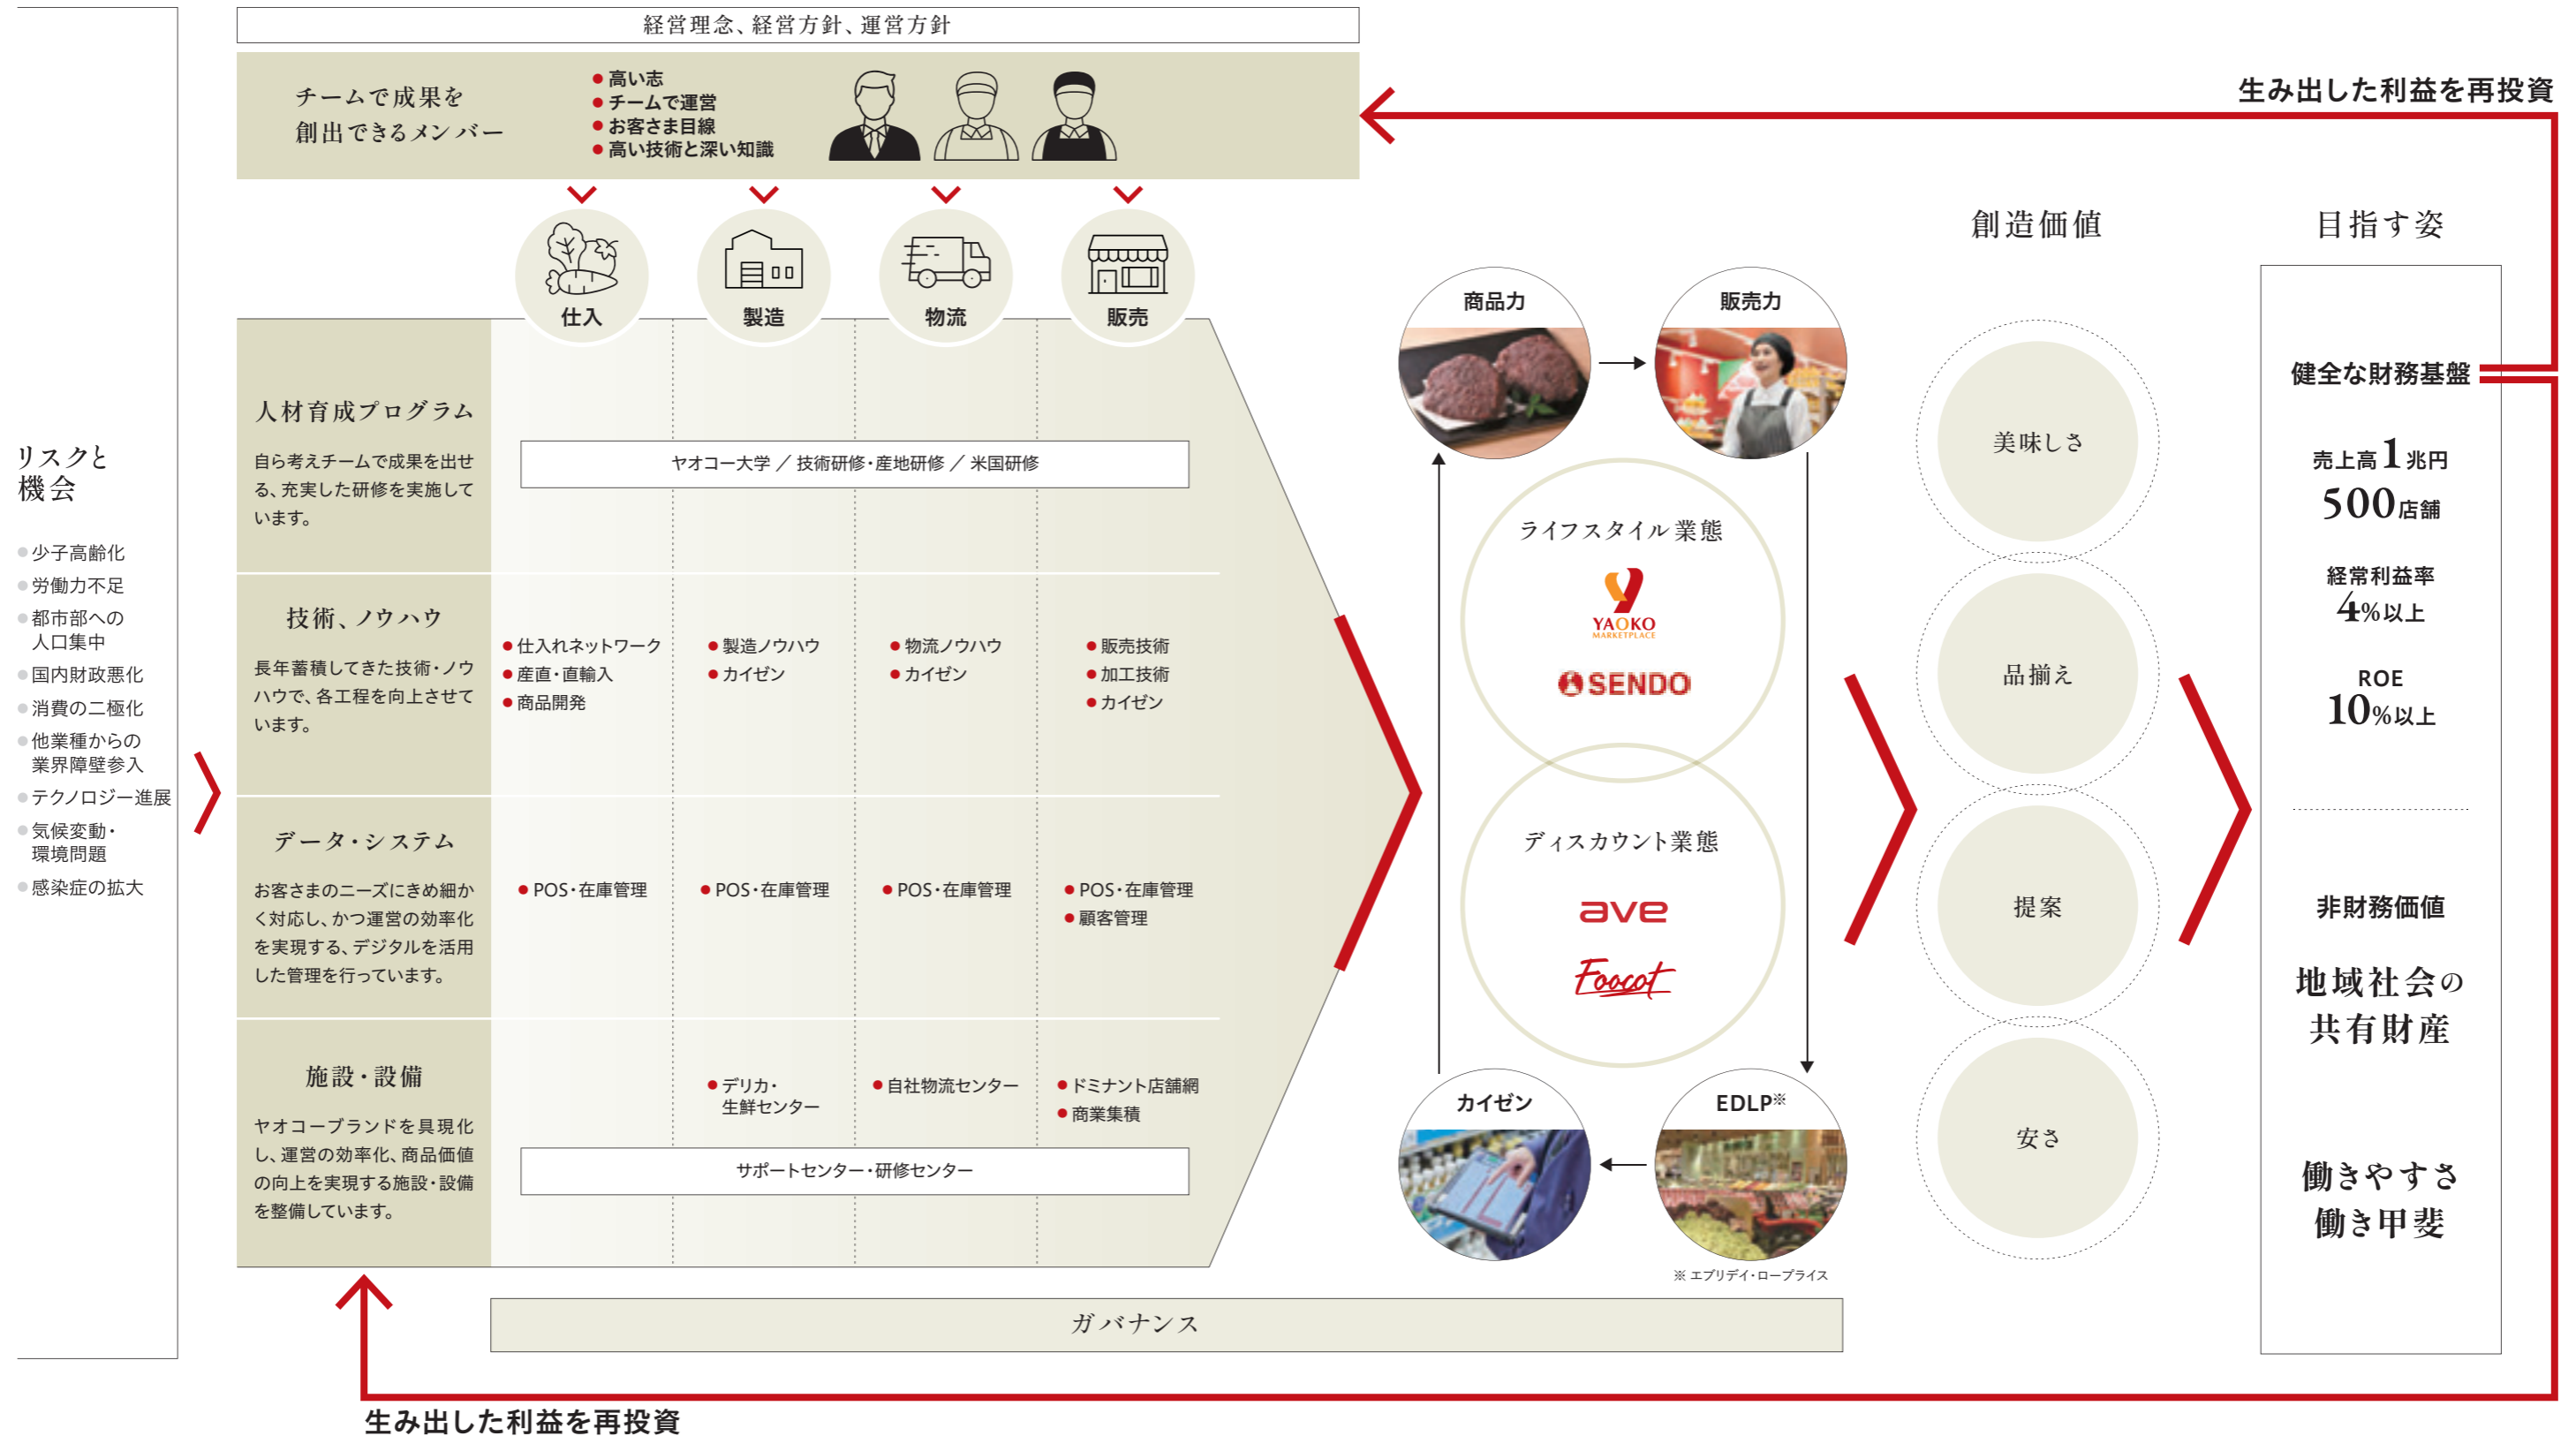 経営理念、経営方針、運営方針
チームで成果を
創出できるメンバー
● 高い志
● チームで運営
● お客さま目線
● 高い技術と深い知識
生み出した利益を再投資
仕入
製造
物流
販売
リスクと
機会
● 少子高齢化
● 労働力不足
● 都市部への
人口集中
● 国内財政悪化
● 消費の二極化
● 他業種からの
業界障壁参入
● テクノロジー進展
● 気候変動・
環境問題
● 感染症の拡大
人材育成プログラム
自ら考えチームで成果を出せ
る、充実した研修を実施して
います。
ヤオコー大学 ／ 技術研修・産地研修 ／ 米国研修
技術、ノウハウ
長年蓄積してきた技術・ノウ
ハウで、各工程を向上させて
います。
● 仕入れネットワーク
● 産直・直輸入
● 商品開発
● 製造ノウハウ
● カイゼン
● 物流ノウハウ
● カイゼン
● 販売技術
● 加工技術
● カイゼン
データ・システム
お客さまのニーズにきめ細か
く対応し、かつ運営の効率化
を実現する、デジタルを活用
した管理を行っています。
● POS・在庫管理
● POS・在庫管理
● POS・在庫管理
● POS・在庫管理
● 顧客管理
施設・設備
ヤオコーブランドを具現化
し、運営の効率化、商品価値
の向上を実現する施設・設備
を整備しています。
● デリカ・
生鮮センター
● 自社物流センター
● ドミナント店舗網
● 商業集積
サポートセンター・研修センター
ガバナンス
商品力
販売力
ライフスタイル業態
YAOKO
MARKETPLACE
SENDO
ディスカウント業態
ave
Foocot
カイゼン
EDLP※
※ エブリデイ・ロープライス
創造価値
美味しさ
品揃え
提案
安さ
目指す姿
健全な財務基盤
売上高1兆円
500店舗
経常利益率
4%以上
ROE
10%以上
非財務価値
地域社会の
共有財産
働きやすさ
働き甲斐
生み出した利益を再投資